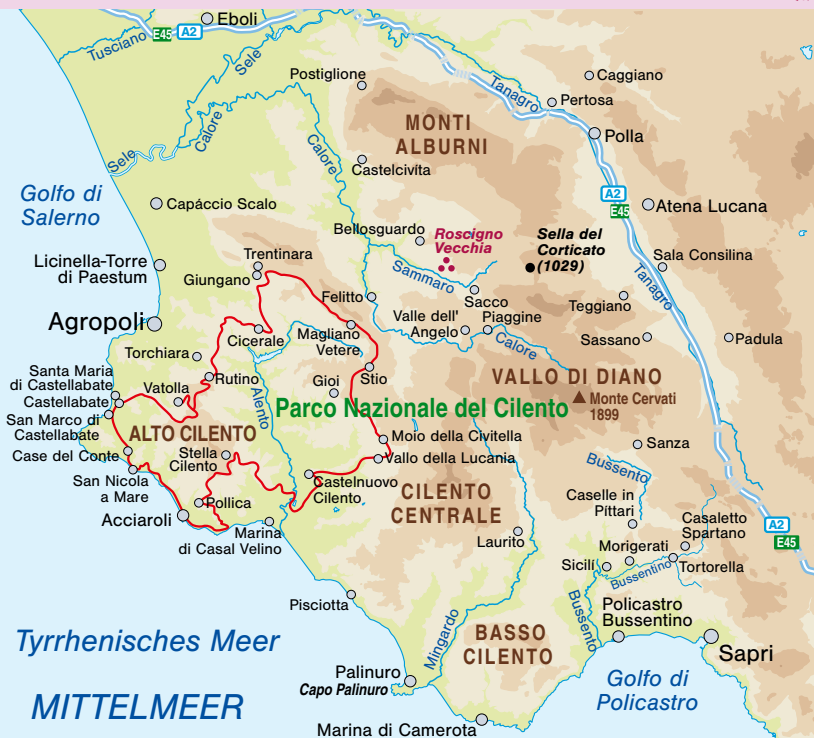 Eboli
E45
A2
Tusciano
Sele
Postiglione
Caggiano
Tanagro
Pertosa
Calore
MONTI
ALBURNI
Polla
Sele
Calore
Castelcivita
A2
E45
Golfo di
Salerno
Capáccio Scalo
Atena Lucana
Bellosguardo
Roscigno
Vecchia
Sella del
Corticato
(1029)
Trentinara
Sala Consilina
Licinella-Torre
di Paestum
Giungano
Sammaro
Tanagro
Felitto
Sacco
Teggiano
Agropoli
Valle dell'
Angelo
Piaggine
Cicerale
Magliano
Vetere
Calore
Sassano
Padula
Torchiara
Santa Maria
di Castellabate
Vatolla
Rutino
Gioi
Stio
VALLO DI DIANO
Castellabate
Alento
Parco Nazionale del Cilento
Monte Cervati
1899
San Marco di
Castellabate
ALTO CILENTO
Moio della Civitella
Sanza
Case del Conte
Stella
Cilento
Vallo della Lucania
Bussento
San Nicola
a Mare
Castelnuovo
Cilento
CILENTO
CENTRALE
Caselle in
Pittari
Pollica
Acciaroli
Casaletto
Spartano
A2
E45
Marina
di Casal Velino
Laurito
Morigerati
Sicilí
Tortorella
Bussentino
Pisciotta
Bussento
Policastro
Bussentino
Tyrrhenisches Meer
Mingardo
BASSO
CILENTO
Sapri
Palinuro
Capo Palinuro
Golfo di
Policastro
MITTELMEER
Marina di Camerota